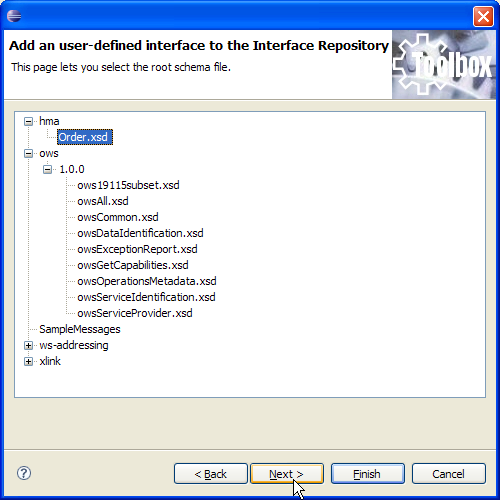 Add an user-defined interface to the Interface Repository
This page lets you select the root schema file.
Toolbox
hma
Order.xsd
ows
1.0.0
ows19115subset.xsd
owsAll.xsd
owsCommon.xsd
owsDataIdentification.xsd
owsExceptionReport.xsd
owsGetCapabilities.xsd
owsOperationsMetadata.xsd
owsServiceIdentification.xsd
owsServiceProvider.xsd
SampleMessages
ws-addressing
xlink
? < Back Next > Finish Cancel